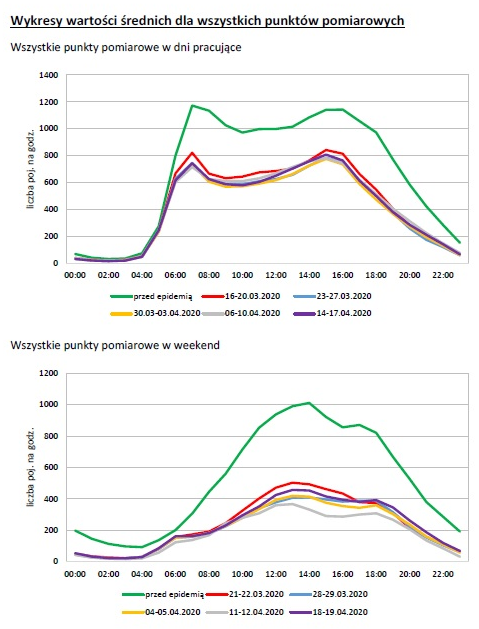 Wykresy wartości średnich dla wszystkich punktów pomiarowych
Wszystkie punkty pomiarowe w dni pracujące
1400
1200
1000
800
600
400
200
0
liczba poj. na godz.
00:00 02:00 04:00 06:00 08:00 10:00 12:00 14:00 16:00 18:00 20:00 22:00
przed epidemią 16-20.03.2020 23-27.03.2020
30.03-03.04.2020 06-10.04.2020 14-17.04.2020
Wszystkie punkty pomiarowe w weekend
1200
1000
800
600
400
200
0
liczba poj. na godz.
00:00 02:00 04:00 06:00 08:00 10:00 12:00 14:00 16:00 18:00 20:00 22:00
przed epidemią 21-22.03.2020 28-29.03.2020
04-05.04.2020 11-12.04.2020 18-19.04.2020